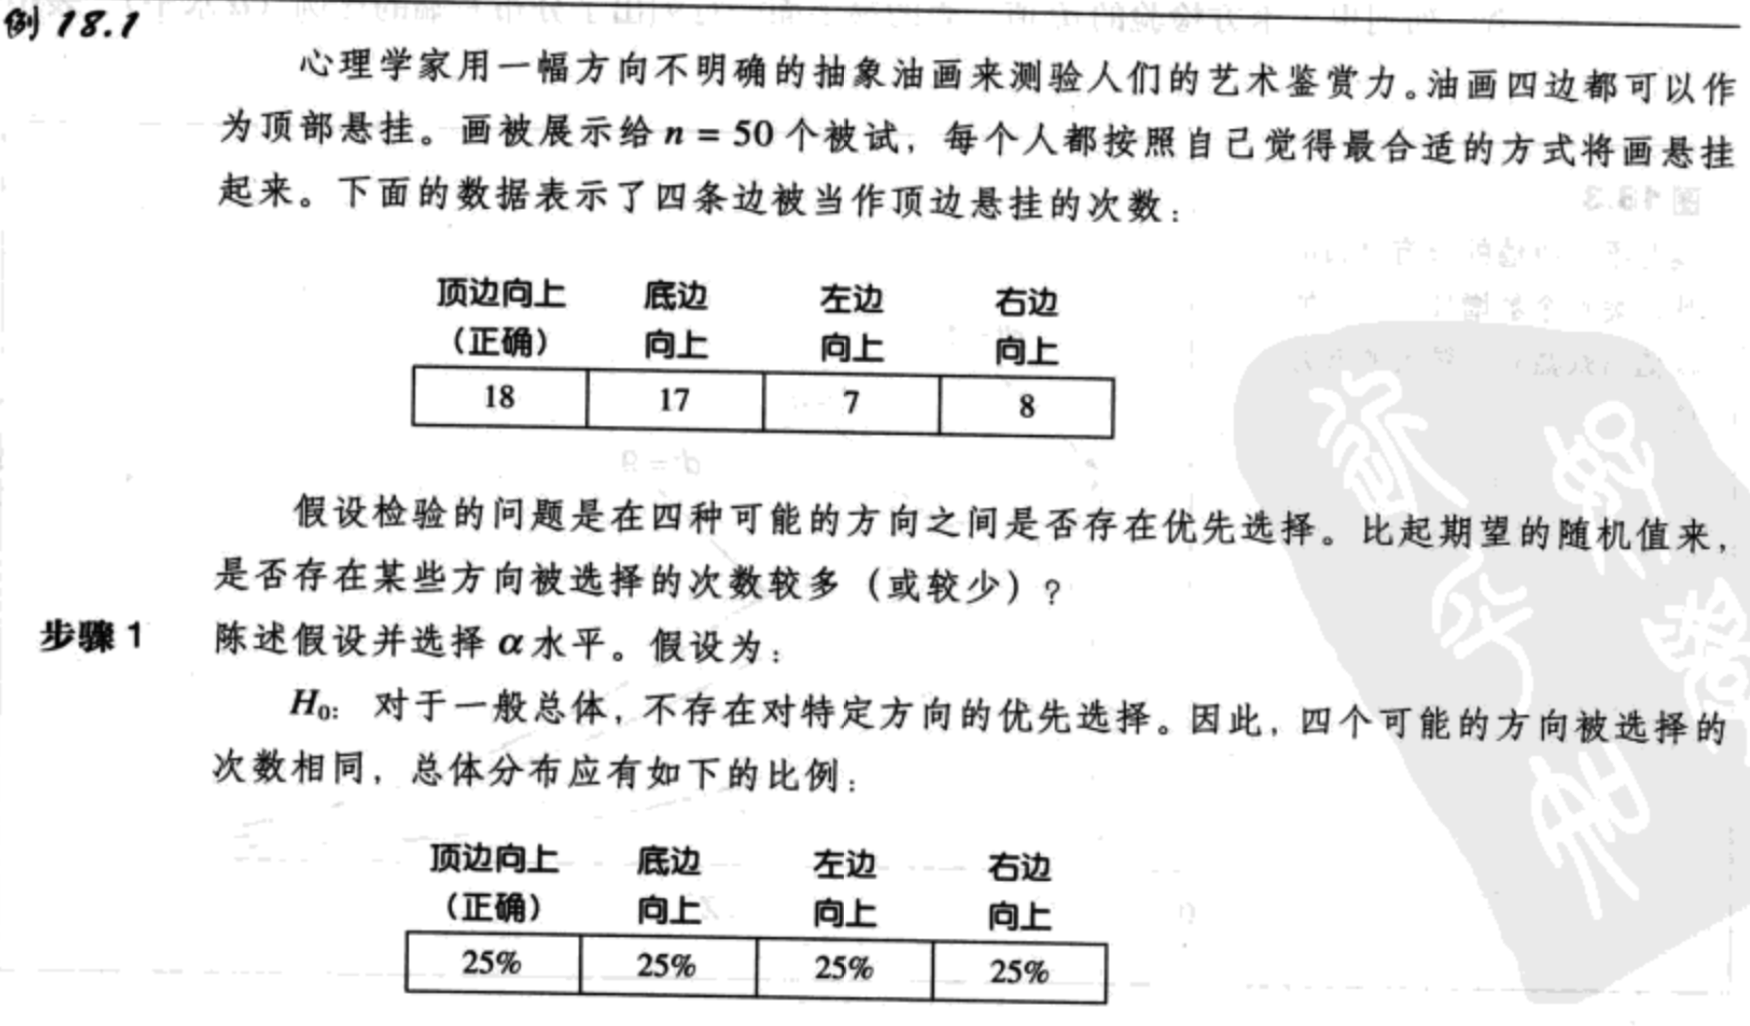 例 18.1
心理学家用一幅方向不明确的抽象油画来测验人们的艺术鉴赏力。油画四边都可以作
为顶部悬挂。画被展示给 n = 50 个被试，每个人都按照自己觉得最合适的方式将画悬挂
起来。下面的数据表示了四条边被当作顶边悬挂的次数：
顶边向上 底边 左边 右边
（正确） 向上 向上 向上
18 17 7 8
假设检验的问题是在四种可能的方向之间是否存在优先选择。比起期望的随机值来，
是否存在某些方向被选择的次数较多（或较少）？
步骤 1 陈述假设并选择 α 水平。假设为：
H₀: 对于一般总体，不存在对特定方向的优先选择。因此，四个可能的方向被选择的
次数相同，总体分布应有如下的比例：
顶边向上 底边 左边 右边
（正确） 向上 向上 向上
25% 25% 25% 25%